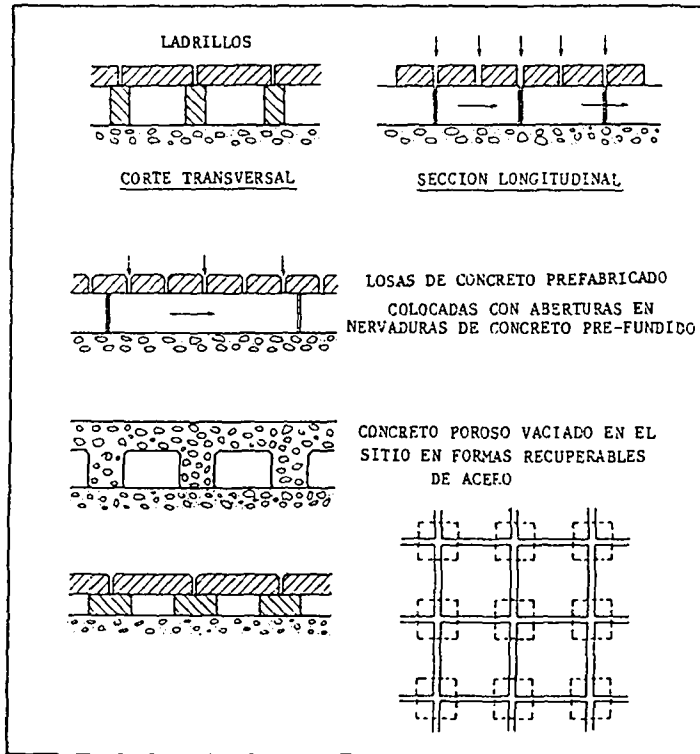 LADRILLOS
CORTE TRANSVERSAL
SECCION LONGITUDINAL
LOSAS DE CONCRETO PREFABRICADO
COLOCADAS CON ABERTURAS EN
NERVADURAS DE CONCRETO PRE-FUNDIDO
CONCRETO POROSO VACIADO EN EL
SITIO EN FORMAS RECUPERABLES
DE ACERO